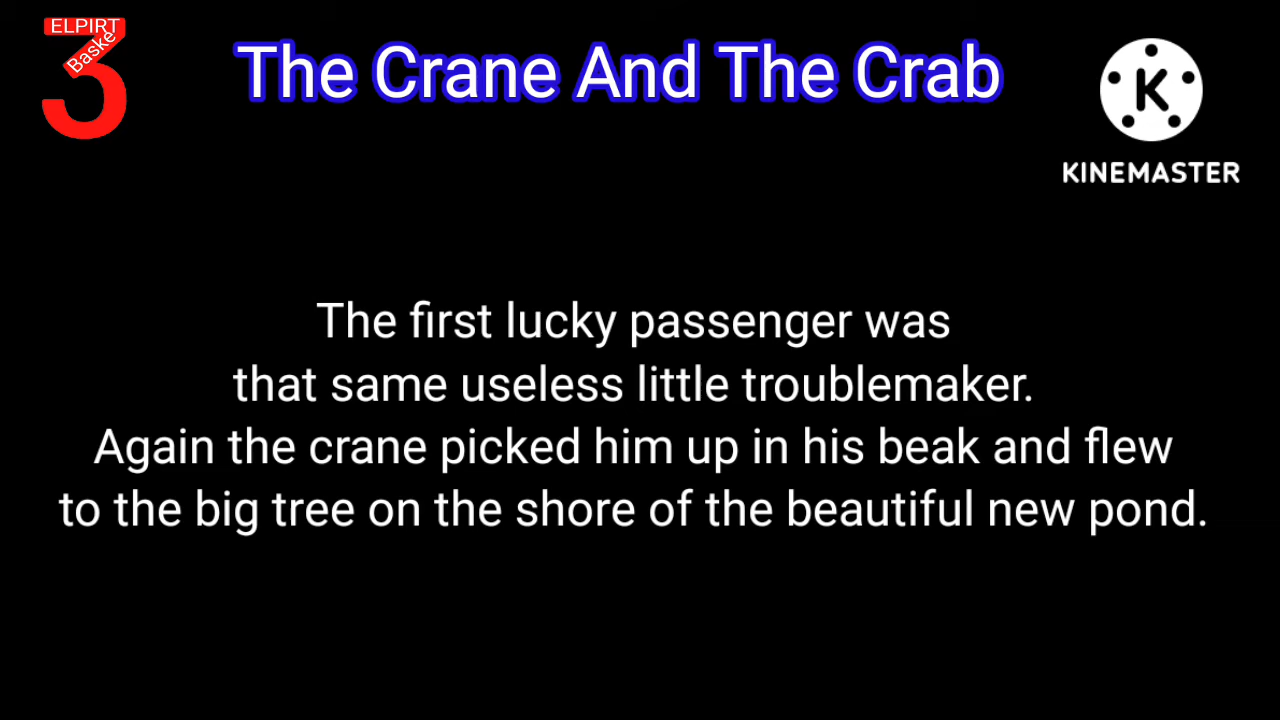 ELPIRT
Baske
The Crane And The Crab
K
KINEMASTER
The first lucky passenger was
that same useless little troublemaker.
Again the crane picked him up in his beak and flew
to the big tree on the shore of the beautiful new pond.